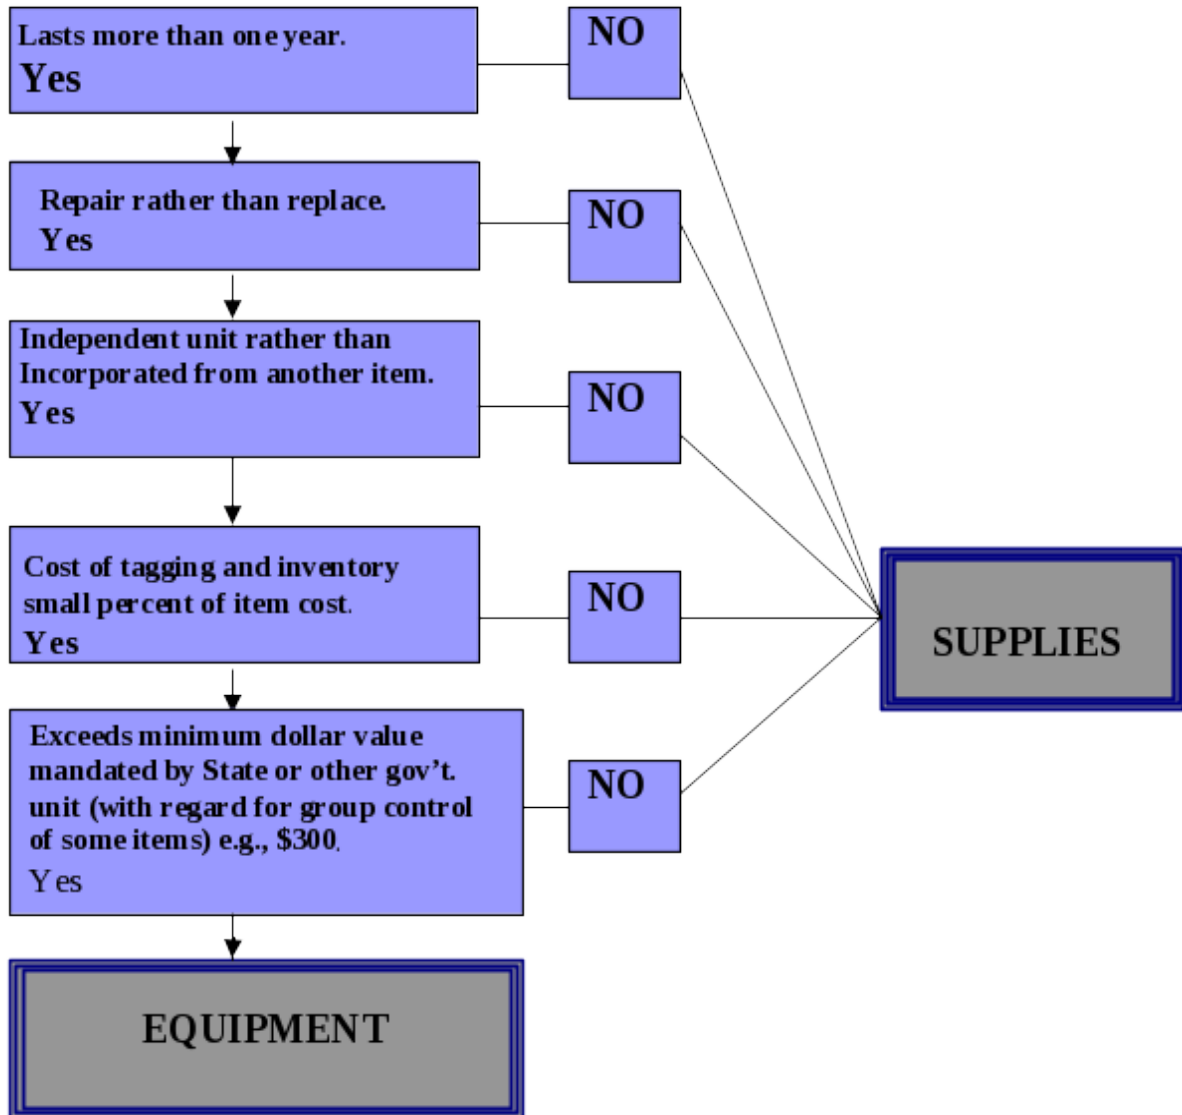 Lasts more than one year.
Yes
NO
Repair rather than replace.
Yes
NO
Independent unit rather than
Incorporated from another item.
Yes
NO
Cost of tagging and inventory
small percent of item cost.
Yes
NO
SUPPLIES
Exceeds minimum dollar value
mandated by State or other gov’t.
unit (with regard for group control
of some items) e.g., $300.
Yes
NO
EQUIPMENT